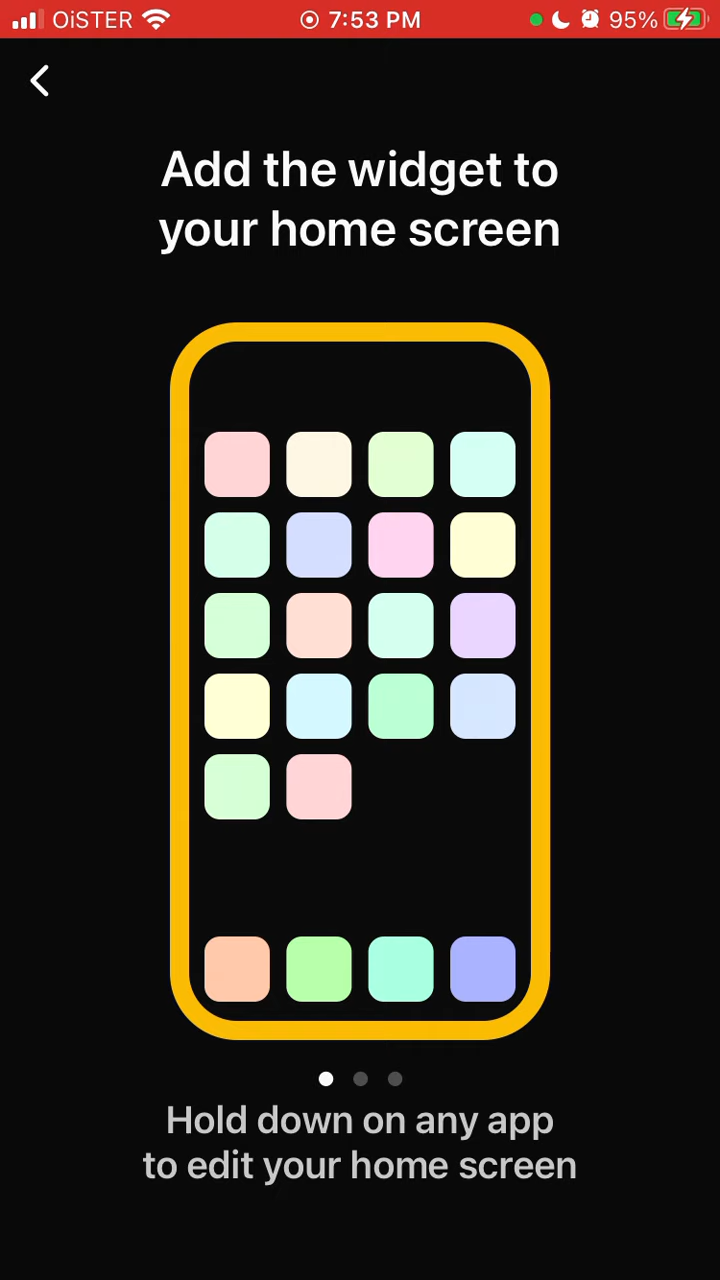 OiSTER 7:53 PM 95%
Add the widget to
your home screen
Hold down on any app
to edit your home screen